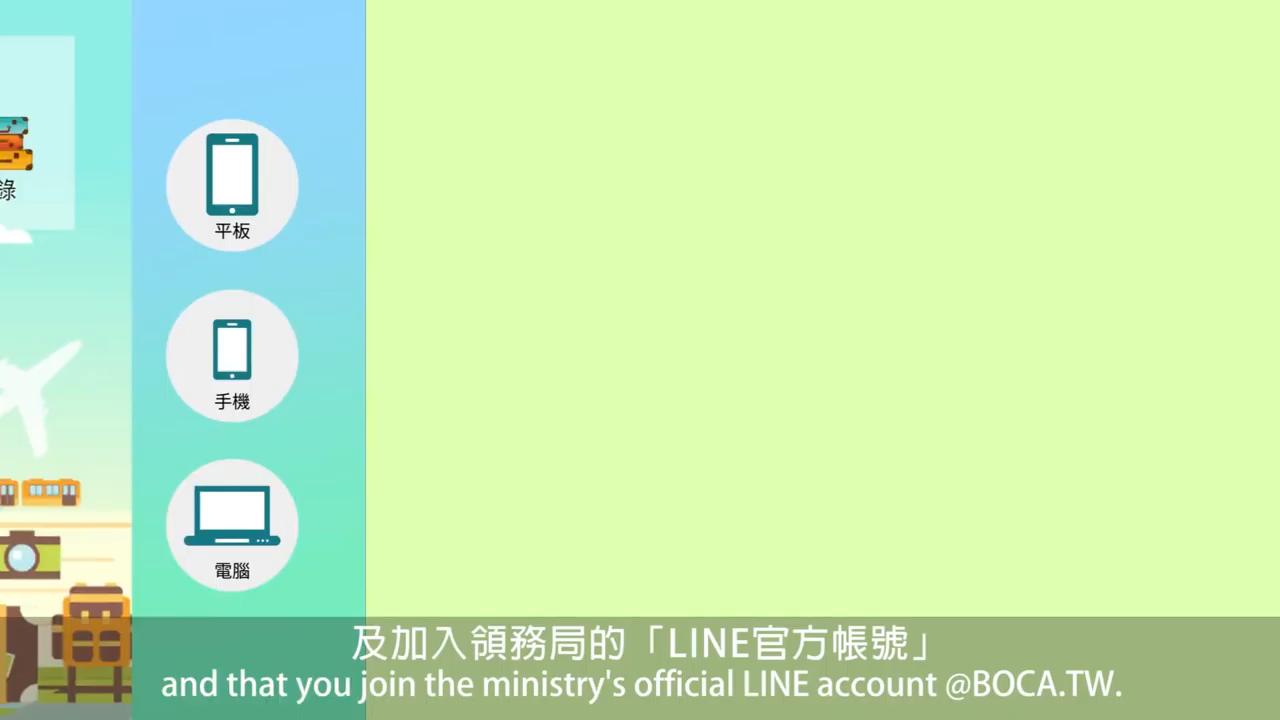 錄
平板
手機
電腦
及加入領務局的「LINE官方帳號」
and that you join the ministry's official LINE account @BOCA.TW.